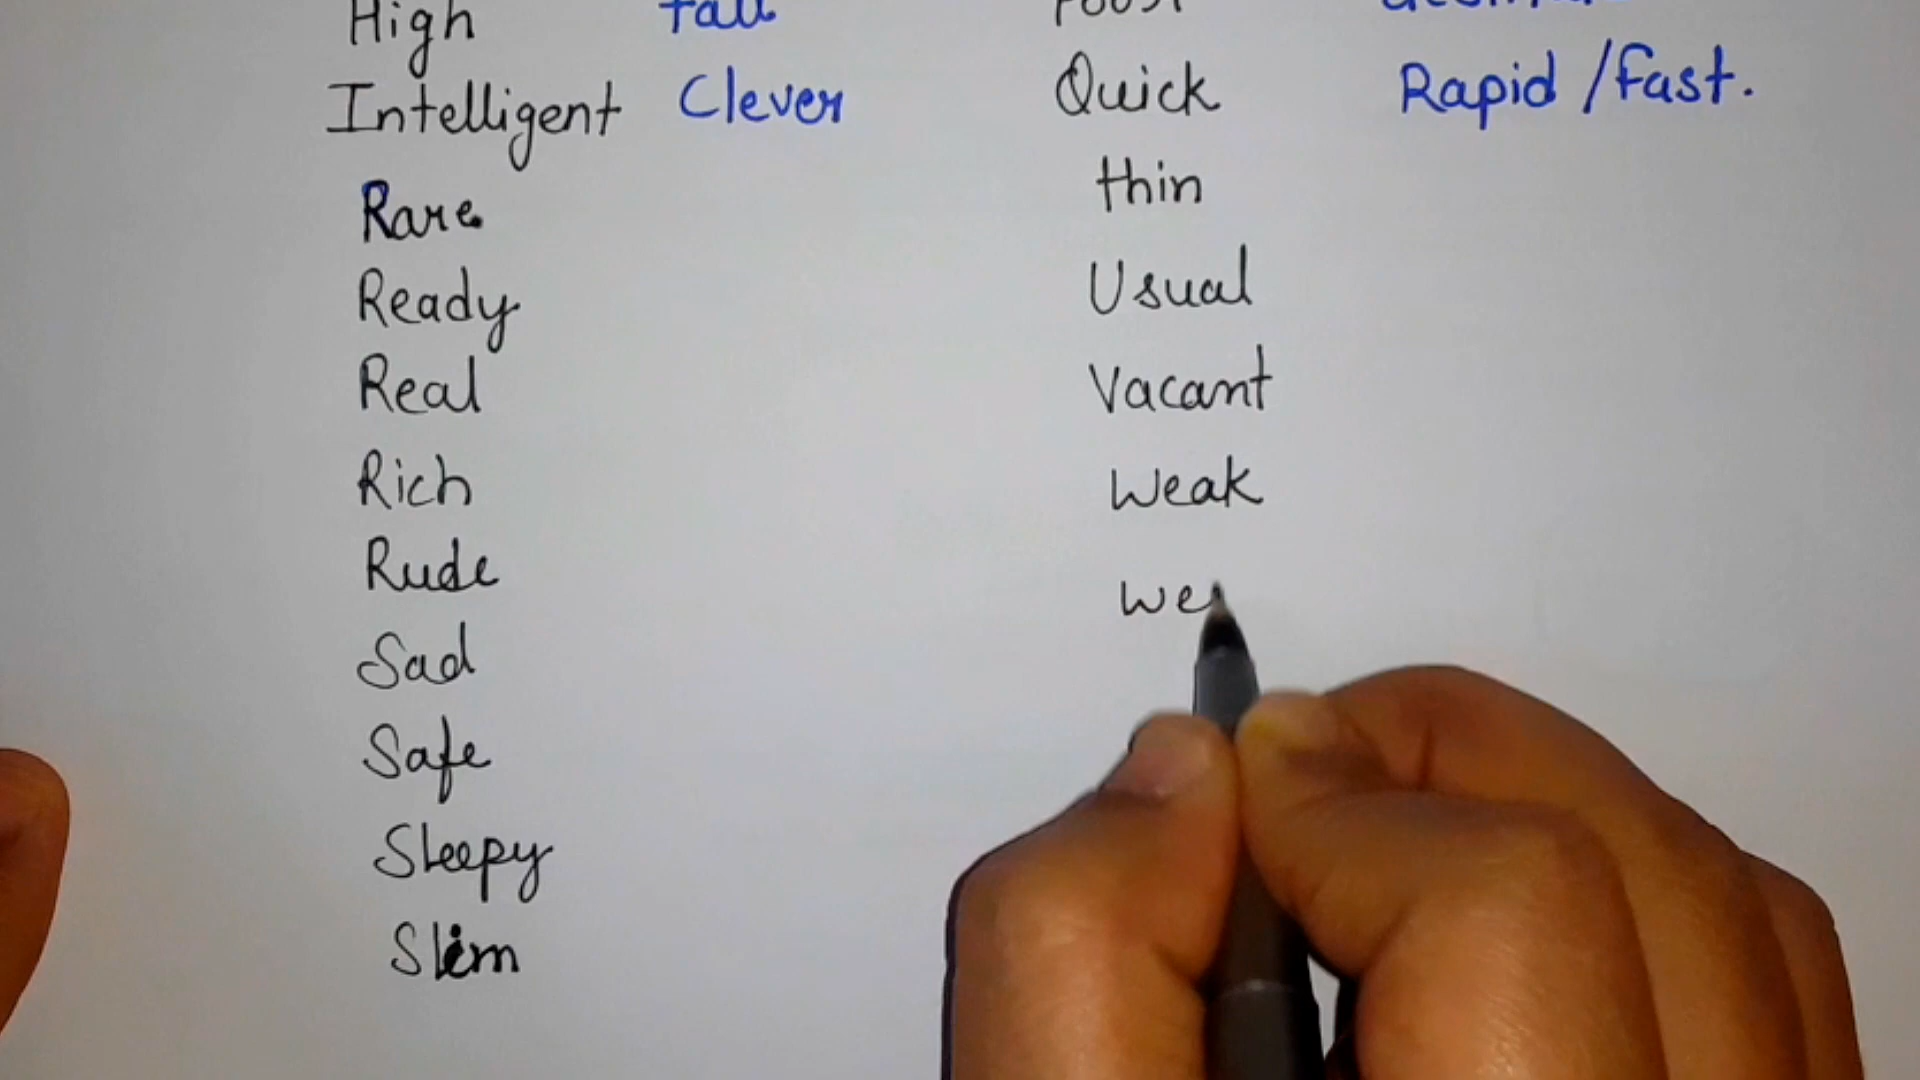 High Tall
Intelligent Clever Quick Rapid / Fast.
Rare thin
Ready Usual
Real Vacant
Rich Weak
Rude We
Sad
Safe
Sleepy
Slim